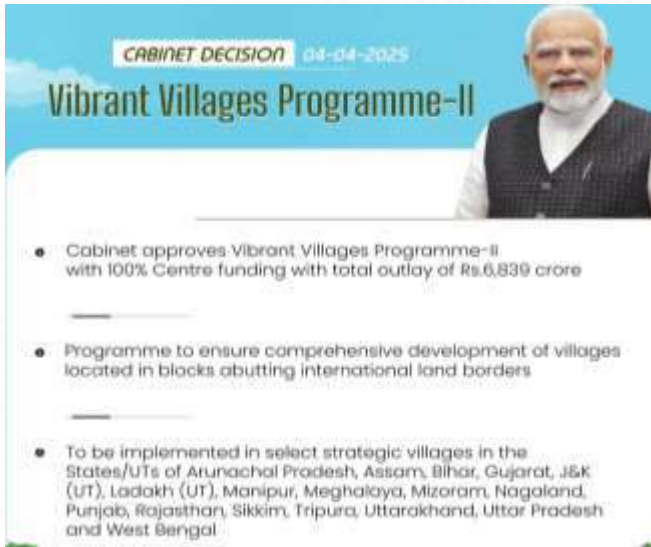 CABINET DECISION 04-04-2025
Vibrant Villages Programme-II
Cabinet approves Vibrant Villages Programme-II
with 100% Centre funding with total outlay of Rs.6,839 crore
Programme to ensure comprehensive development of villages
located in blocks abutting international land borders
To be implemented in select strategic villages in the
States/UTs of Arunachal Pradesh, Assam, Bihar, Gujarat, J&K
(UT), Ladakh (UT), Manipur, Meghalaya, Mizoram, Nagaland,
Punjab, Rajasthan, Sikkim, Tripura, Uttarakhand, Uttar Pradesh
and West Bengal